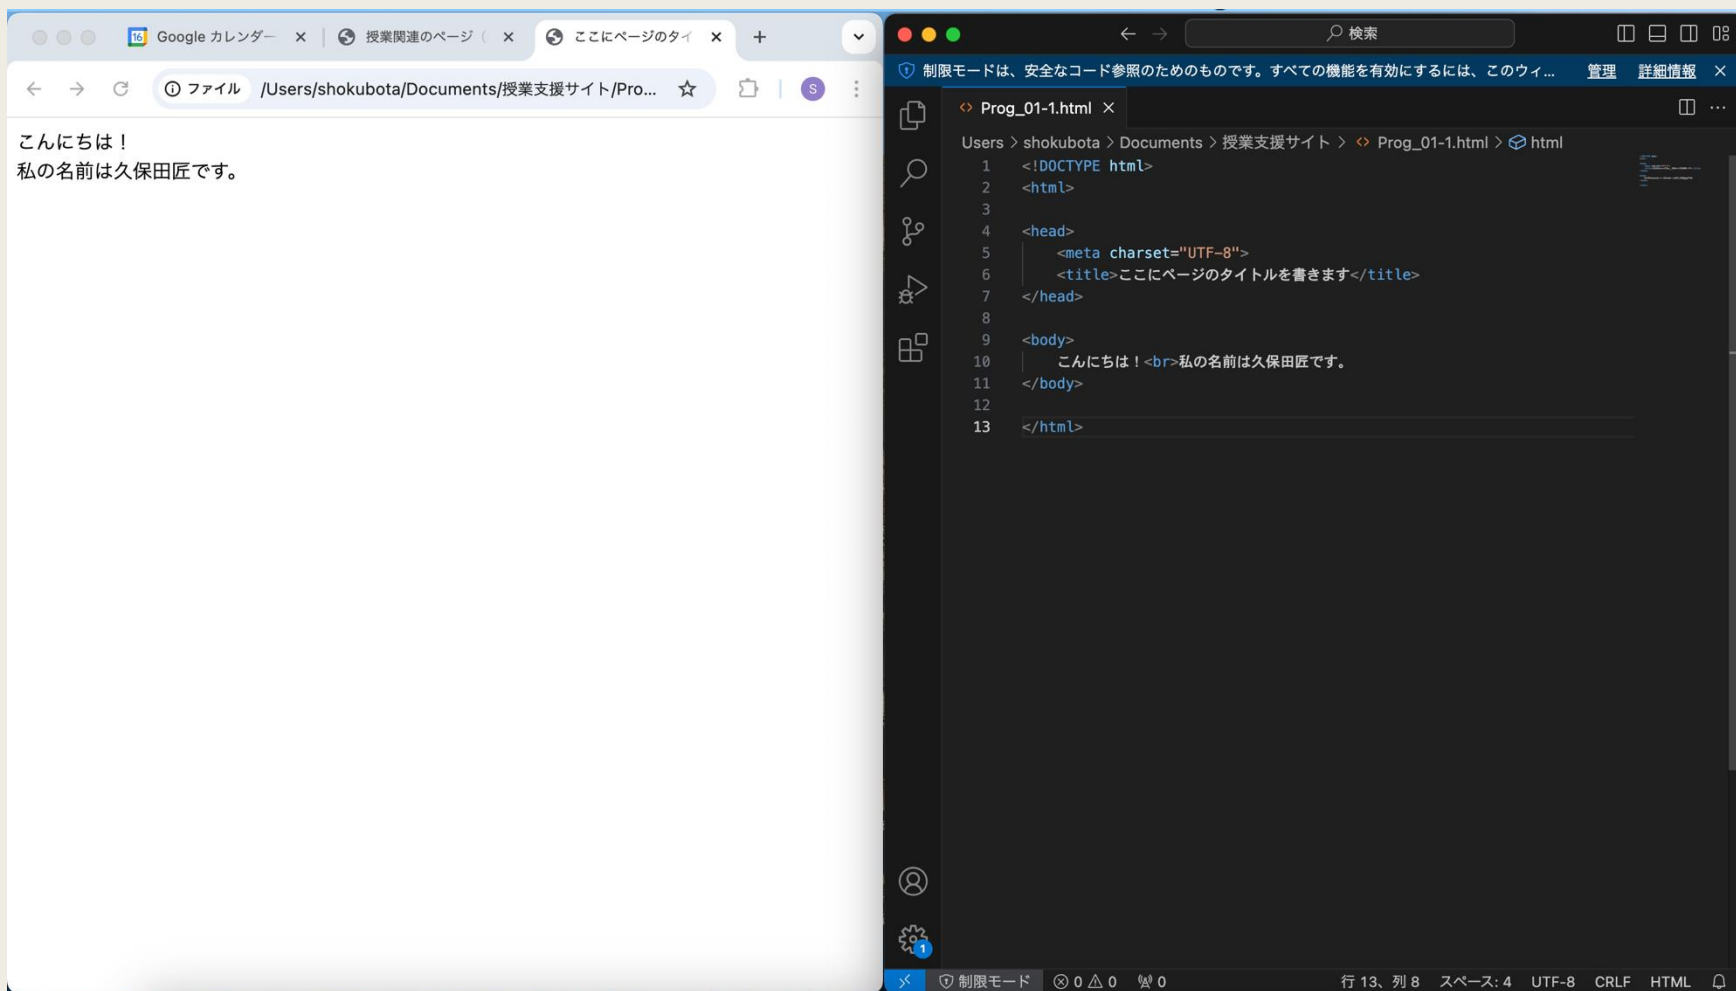 Google カレンダー
授業関連のページ（
ここにページのタイ
ファイル /Users/shokubota/Documents/授業支援サイト/Pro...
S
こんにちは！
私の名前は久保田匠です。
検索
制限モードは、安全なコード参照のためのものです。すべての機能を有効にするには、このウィ... 管理 詳細情報
Prog_01-1.html
Users > shokubota > Documents > 授業支援サイト > Prog_01-1.html > html
1 <!DOCTYPE html>
2 <html>
3
4 <head>
5 <meta charset="UTF-8">
6 <title>ここにページのタイトルを書きます</title>
7 </head>
8
9 <body>
10 こんにちは！<br>私の名前は久保田匠です。
11 </body>
12
13 </html>
1
制限モード 0 0 0 行 13、列 8 スペース: 4 UTF-8 CRLF HTML